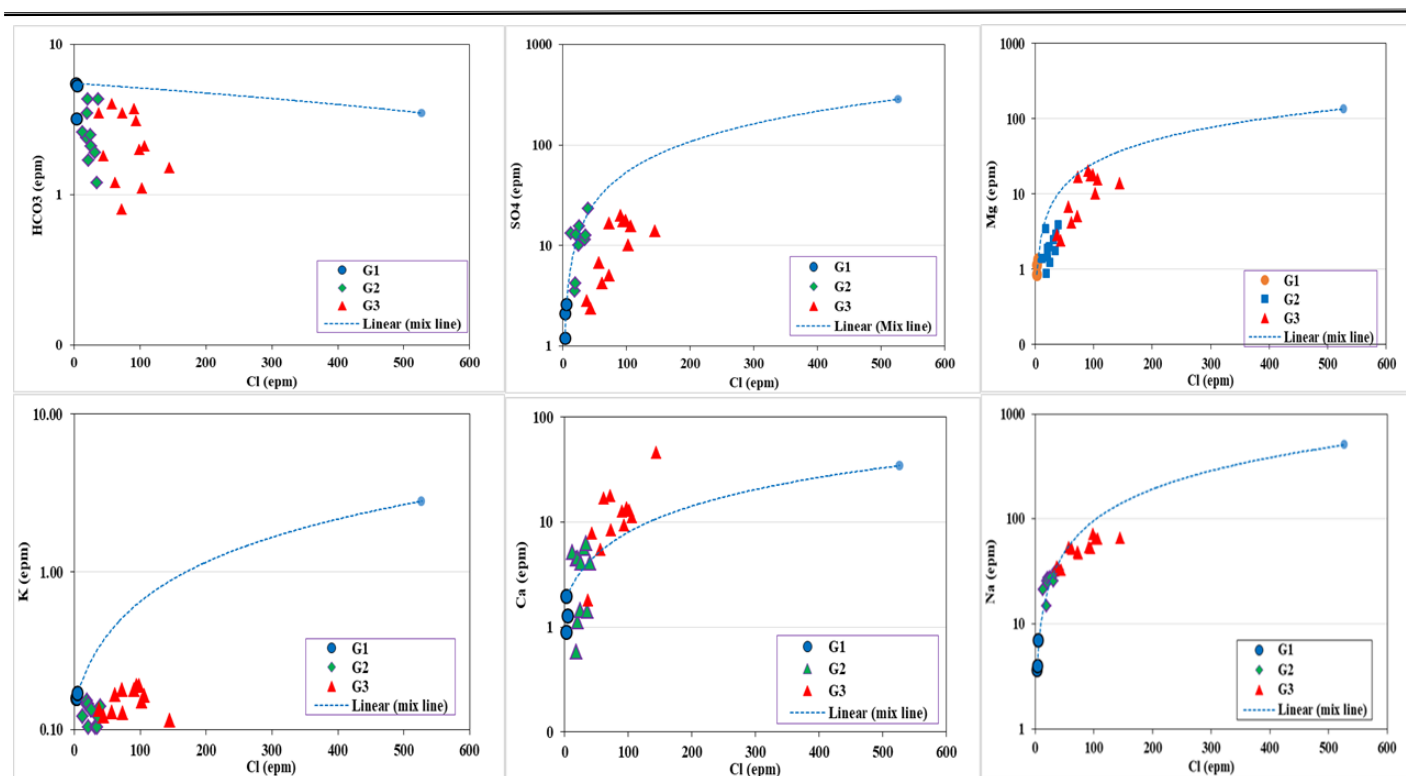 10
1
0
HCO3 (epm)
0 100 200 300 400 500 600
Cl (epm)
G1
G2
G3
Linear (mix line)
1000
100
10
1
SO4 (epm)
0 100 200 300 400 500 600
Cl (epm)
G1
G2
G3
Linear (Mix line)
1000
100
10
1
0
Mg (epm)
0 100 200 300 400 500 600
Cl (epm)
G1
G2
G3
Linear (mix line)
10.00
1.00
0.10
K (epm)
0 100 200 300 400 500 600
Cl (epm)
G1
G2
G3
Linear (mix line)
100
10
1
0
Ca (epm)
0 100 200 300 400 500 600
Cl (epm)
G1
G2
G3
Linear (mix line)
1000
100
10
1
Na (epm)
0 100 200 300 400 500 600
Cl (epm)
G1
G2
G3
Linear (mix line)